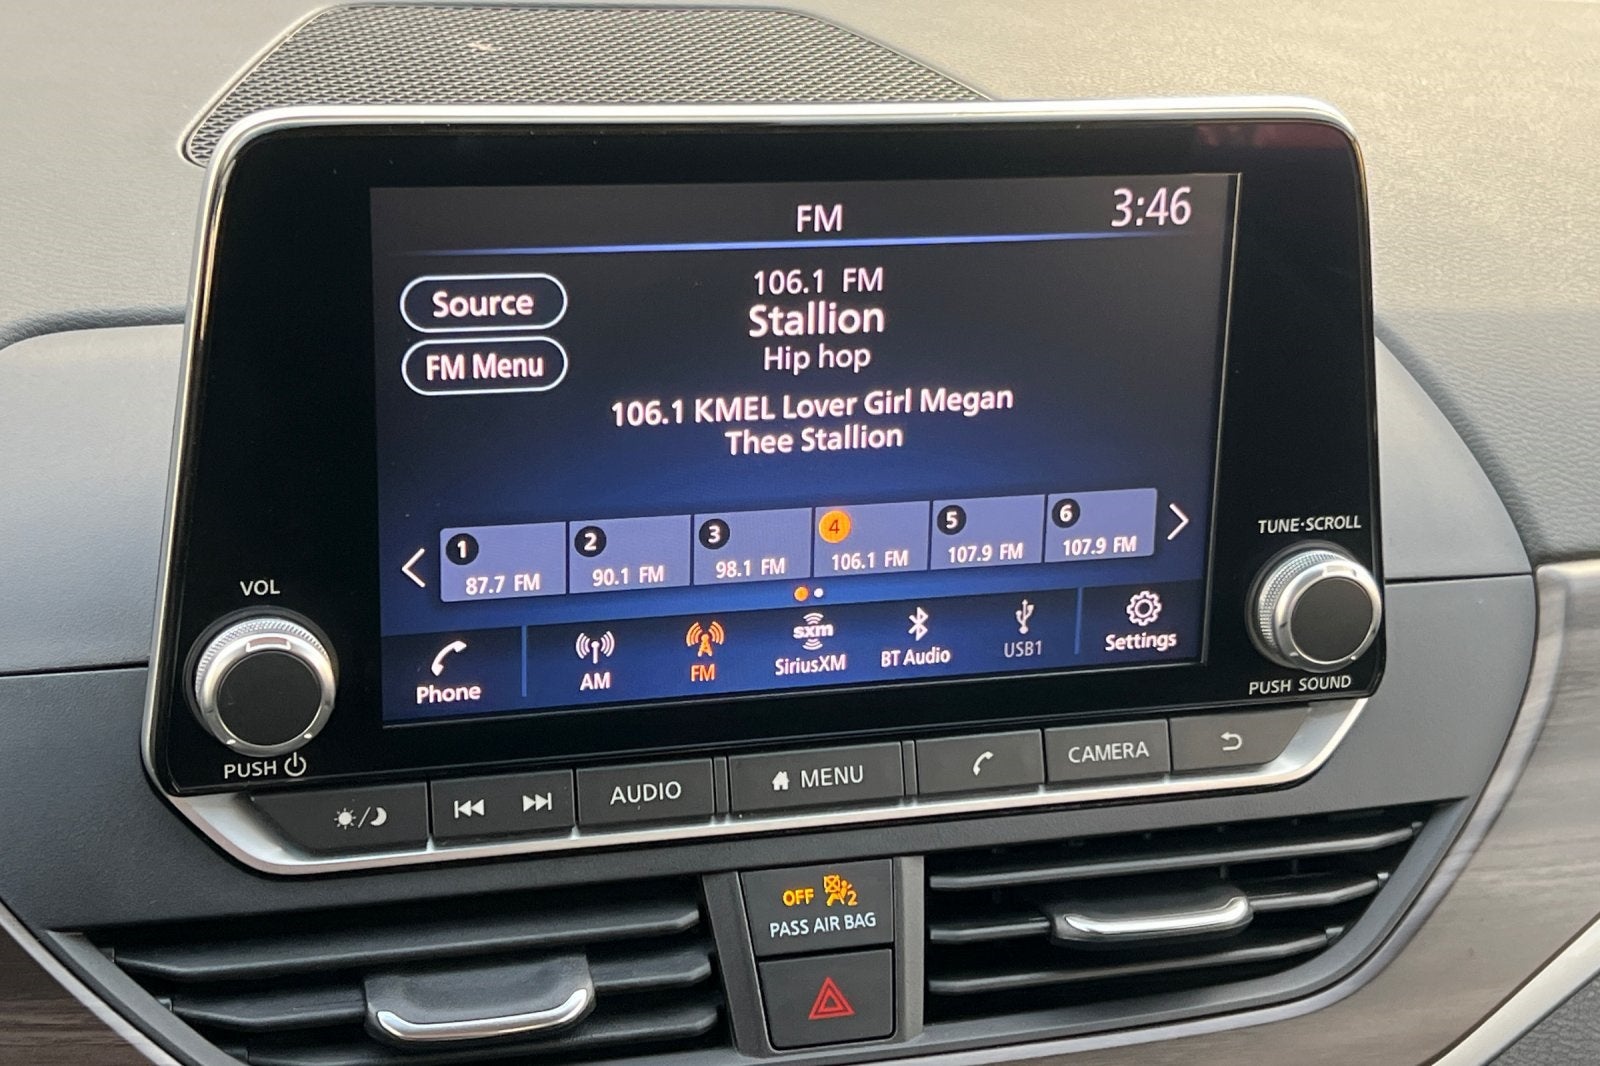 FM
3:46
Source
FM Menu
106.1 FM
Stallion
Hip hop
106.1 KMEL Lover Girl Megan
Thee Stallion
1
87.7 FM
2
90.1 FM
3
98.1 FM
4
106.1 FM
5
107.9 FM
6
107.9 FM
Phone
AM
FM
sxm
SiriusXM
BT Audio
USB1
Settings
VOL
PUSH
TUNE·SCROLL
PUSH SOUND
AUDIO
MENU
CAMERA
OFF 2
PASS AIR BAG